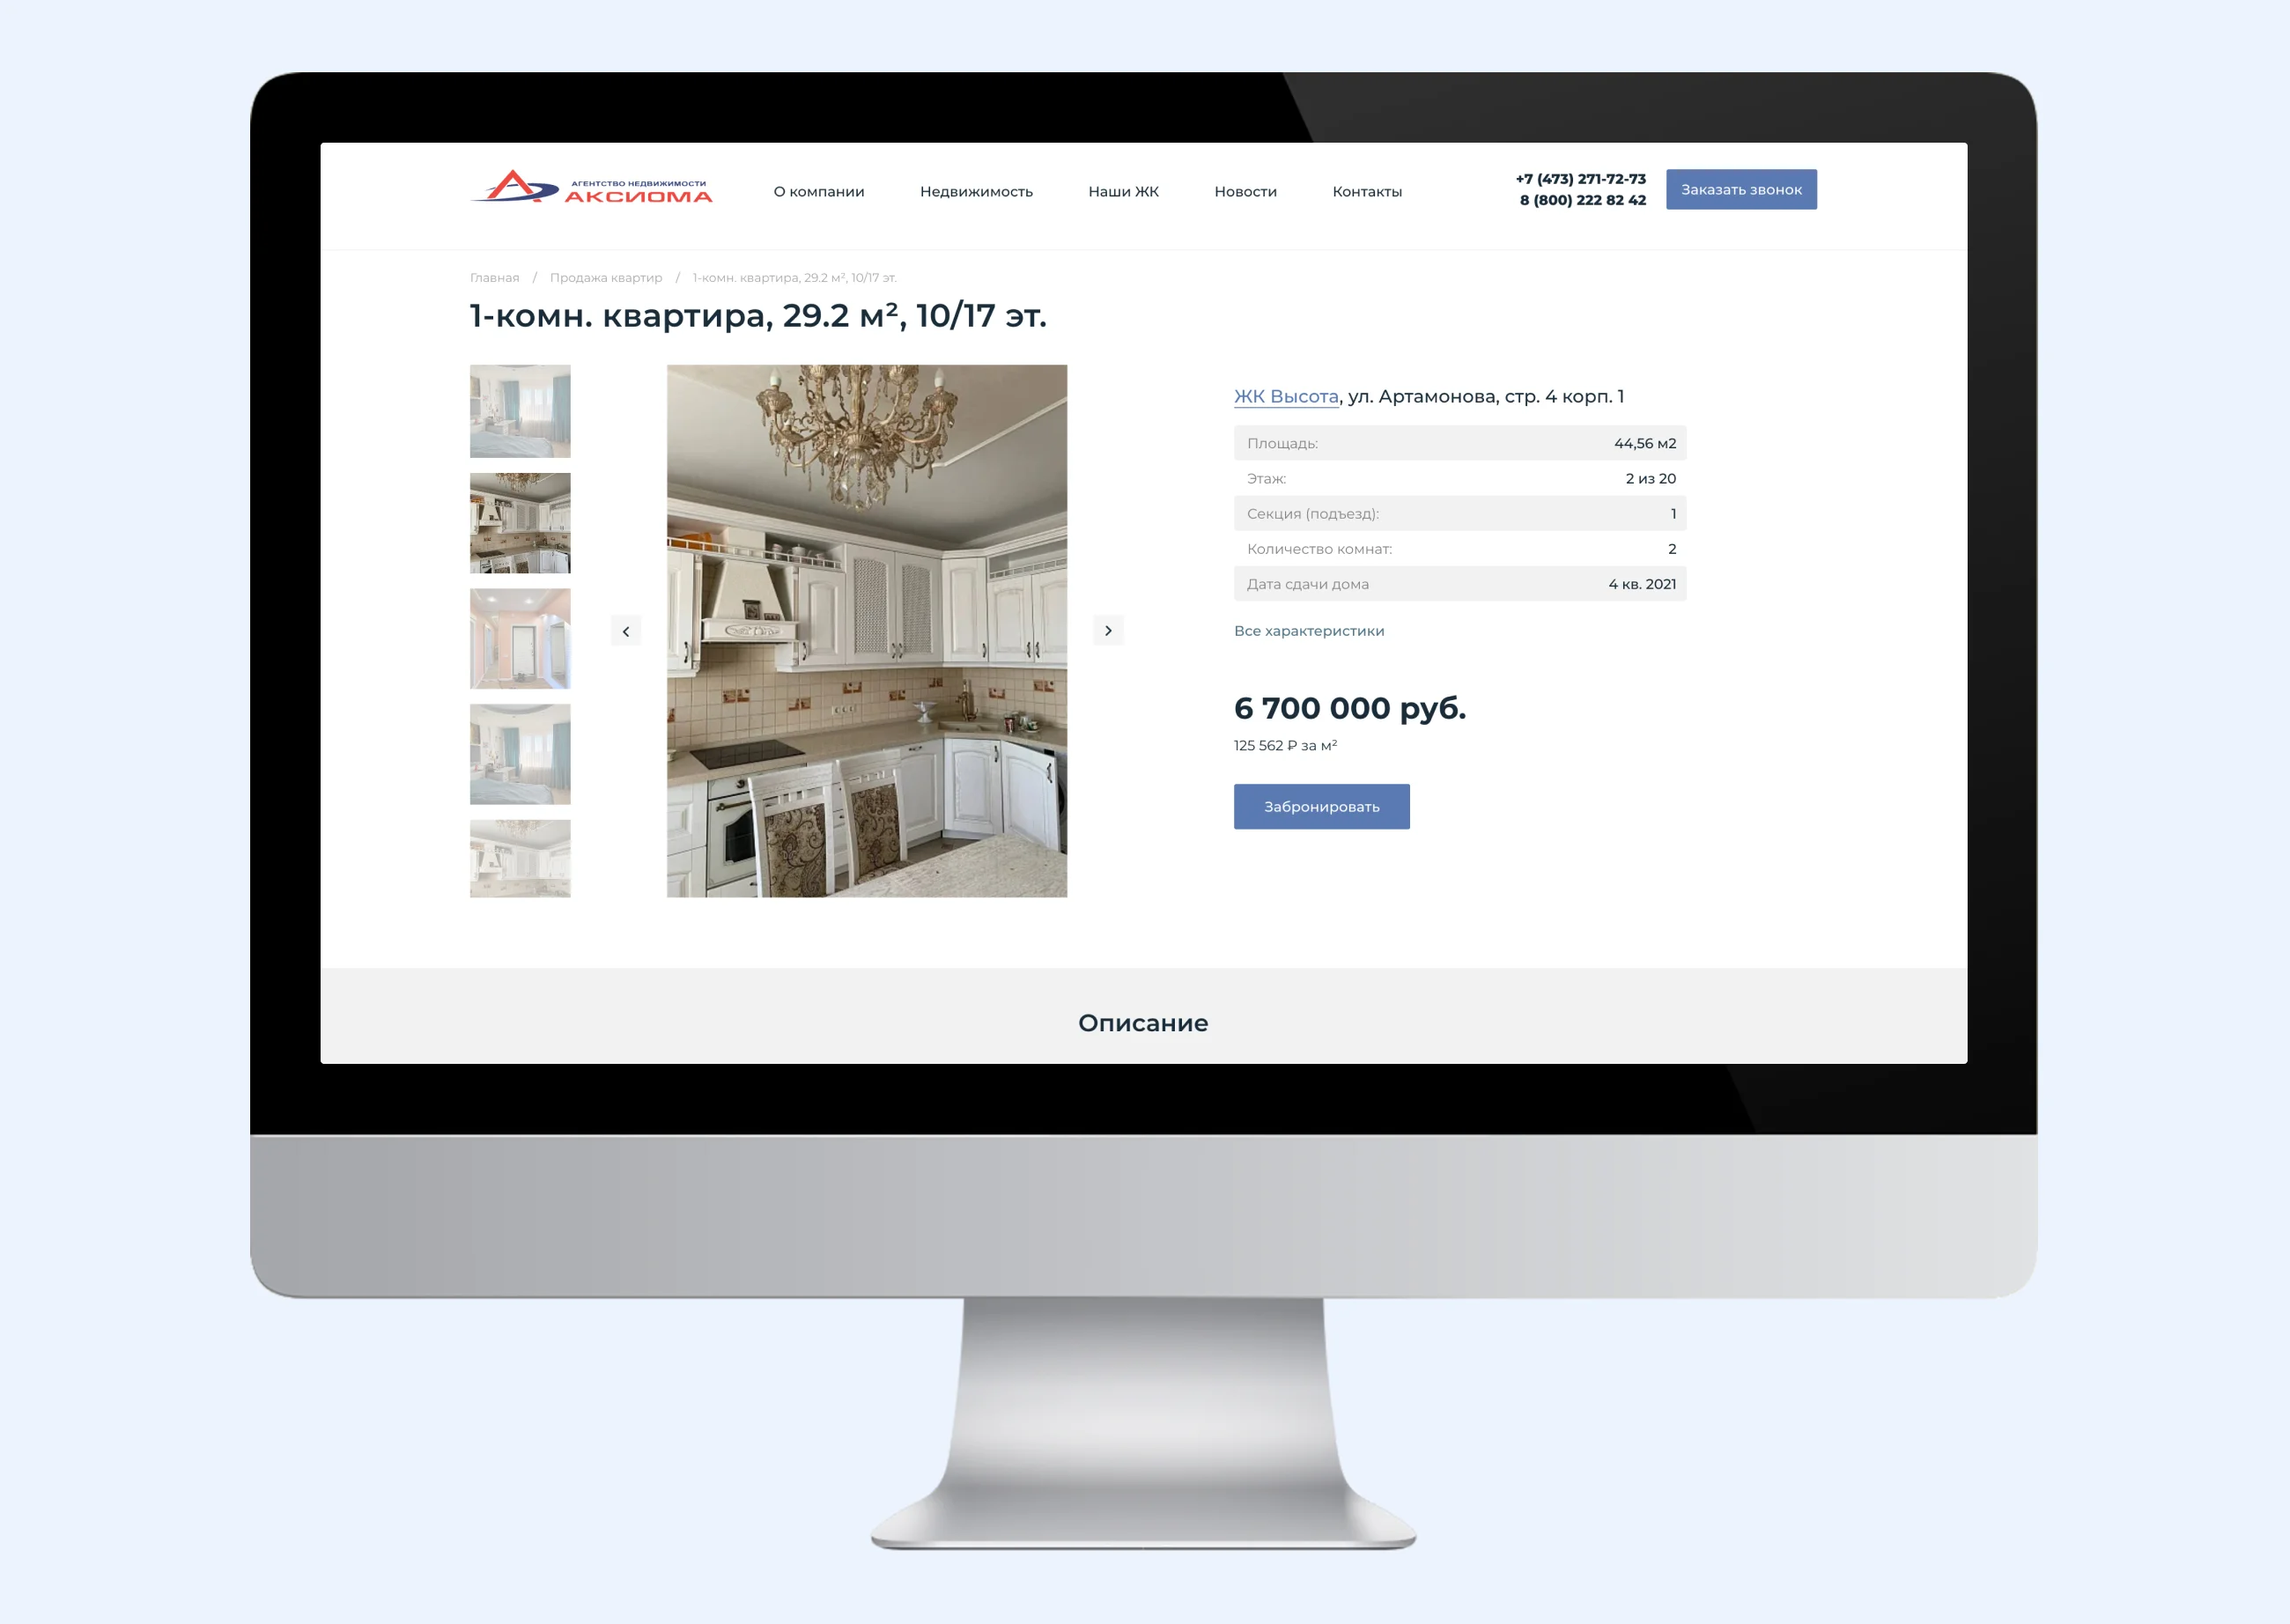 АГЕНТСТВО НЕДВИЖИМОСТИ
АКСИОМА
О компании
Недвижимость
Наши ЖК
Новости
Контакты
+7 (473) 271-72-73
8 (800) 222 82 42
Заказать звонок
Главная / Продажа квартир / 1-комн. квартира, 29.2 м², 10/17 эт.
1-комн. квартира, 29.2 м², 10/17 эт.
ЖК Высота, ул. Артамонова, стр. 4 корп. 1
Площадь: 44,56 м2
Этаж: 2 из 20
Секция (подъезд): 1
Количество комнат: 2
Дата сдачи дома 4 кв. 2021
Все характеристики
6 700 000 руб.
125 562 ₽ за м²
Забронировать
Описание